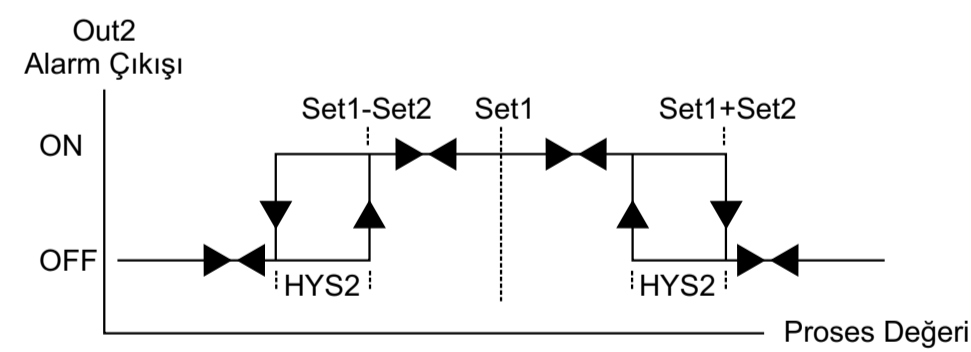 Out2
Alarm Çıkışı
Set1-Set2 Set1 Set1+Set2
ON
OFF
HYS2 HYS2
Proses Değeri